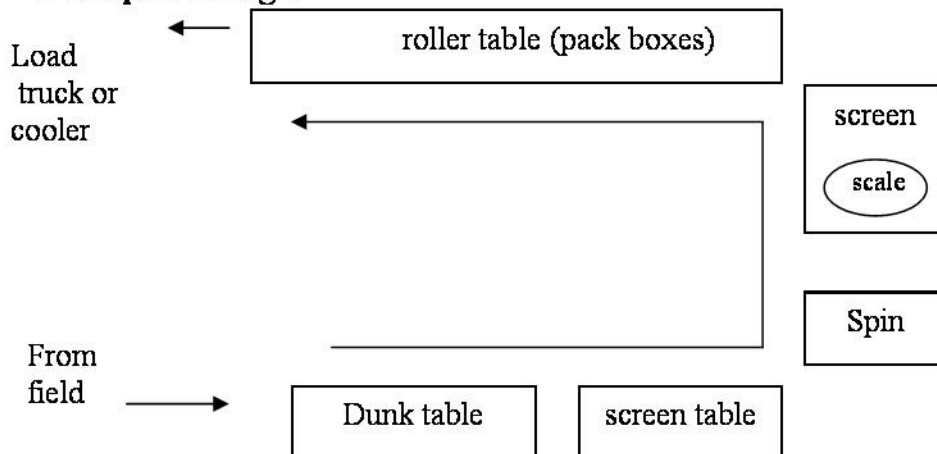 roller table (pack boxes)
Load
truck or
cooler
screen
scale
Spin
From
field
Dunk table
screen table